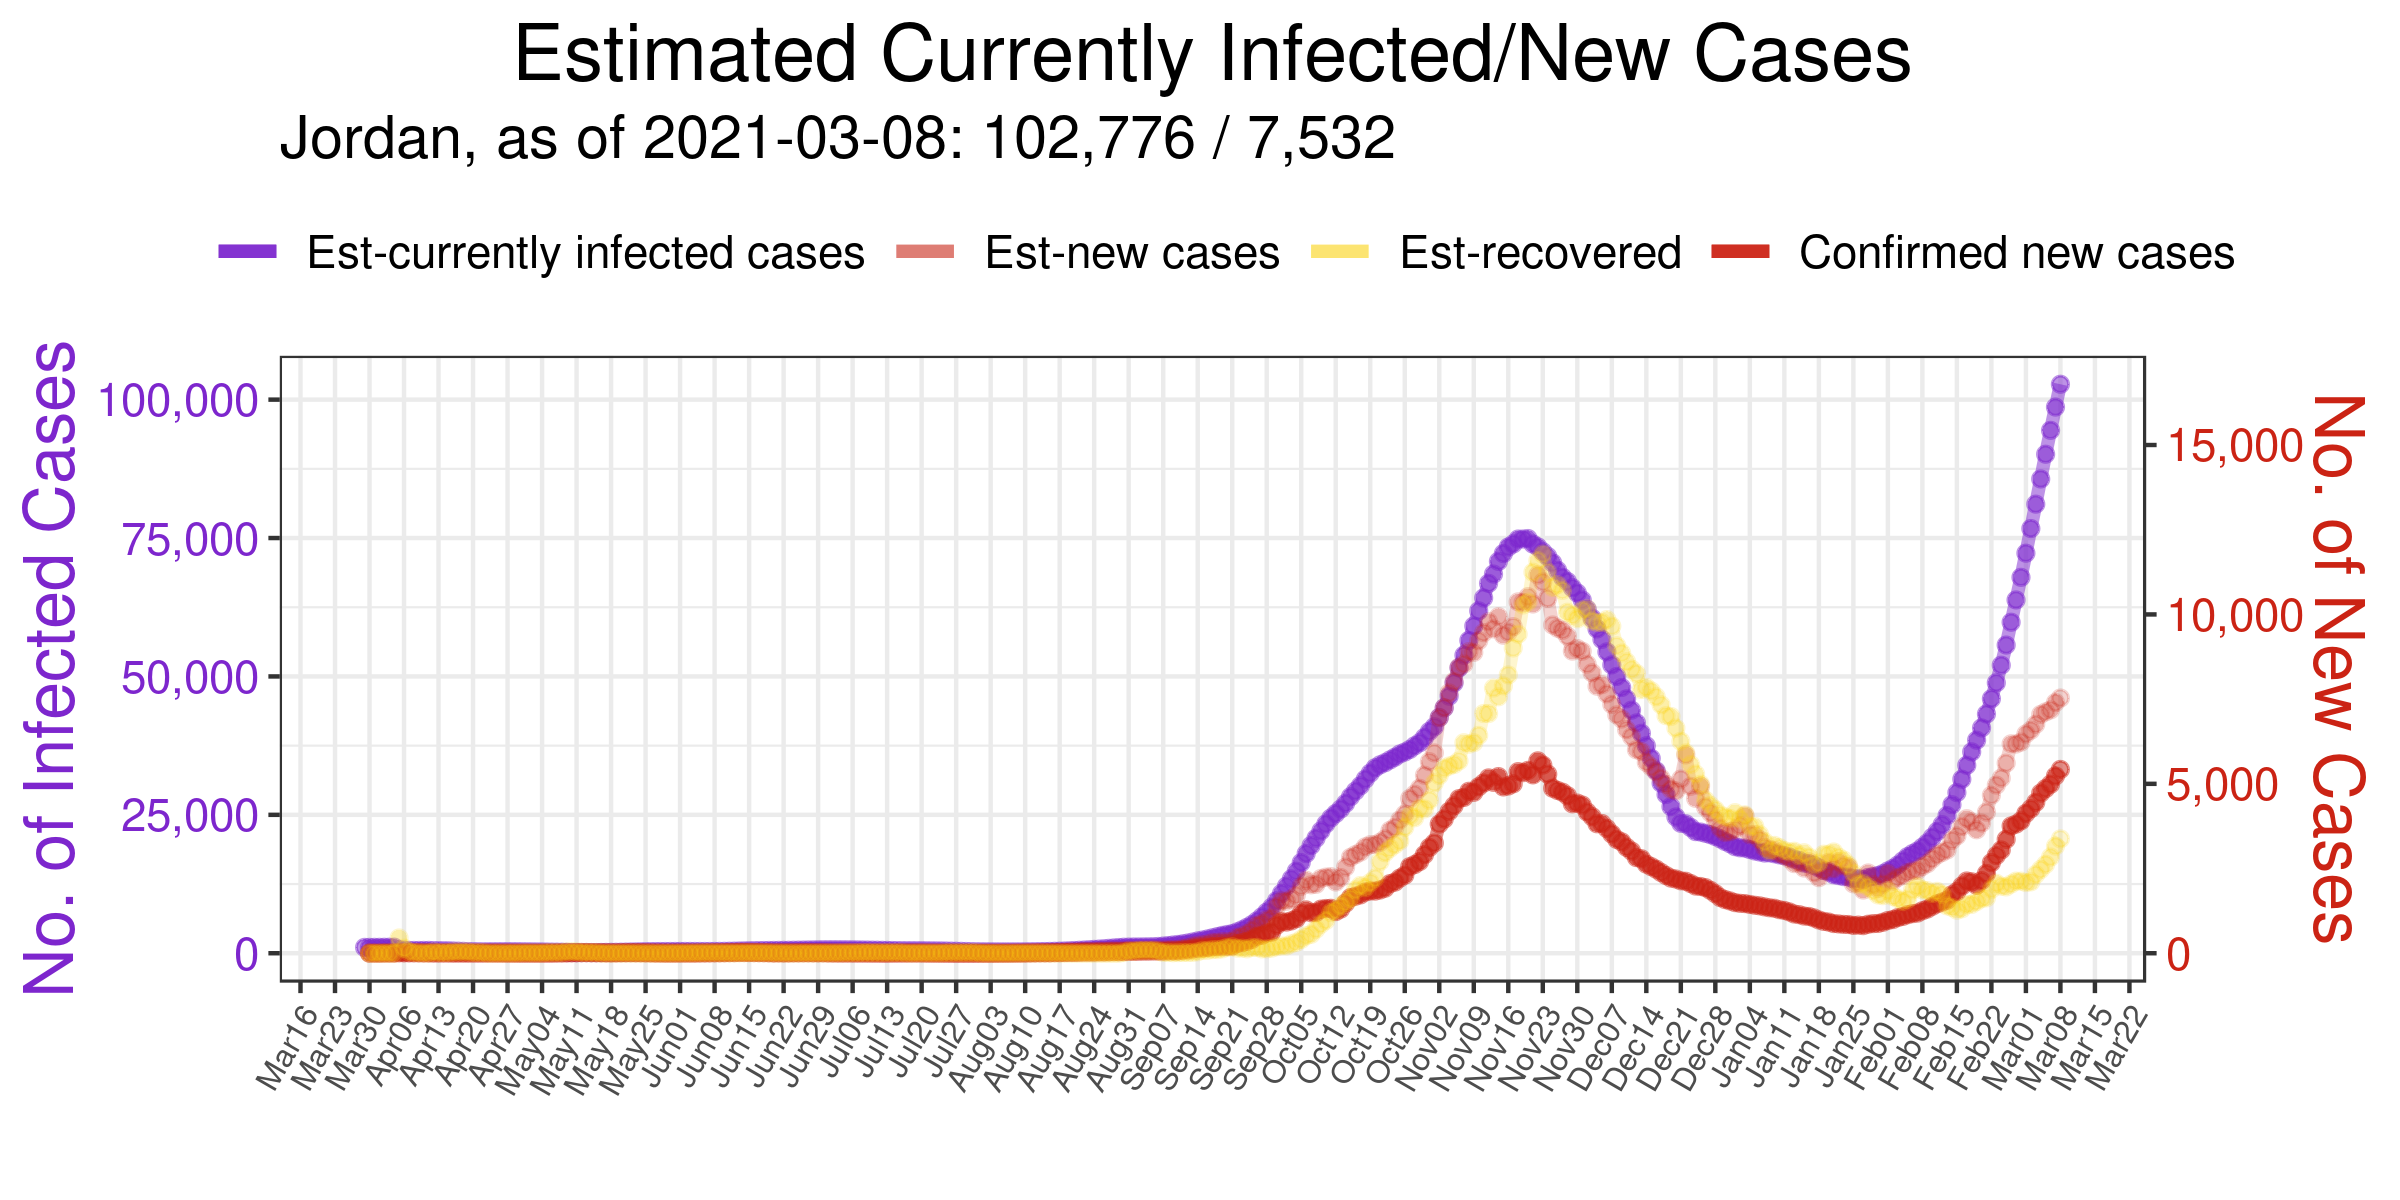 Estimated Currently Infected/New Cases
Jordan, as of 2021-03-08: 102,776 / 7,532
Est-currently infected cases
Est-new cases
Est-recovered
Confirmed new cases
No. of Infected Cases
100,000
75,000
50,000
25,000
0
15,000
10,000
5,000
0
No. of New Cases
Mar16
Mar23
Mar30
Apr06
Apr13
Apr20
Apr27
May04
May11
May18
May25
Jun01
Jun08
Jun15
Jun22
Jun29
Jul06
Jul13
Jul20
Jul27
Aug03
Aug10
Aug17
Aug24
Aug31
Sep07
Sep14
Sep21
Sep28
Oct05
Oct12
Oct19
Oct26
Nov02
Nov09
Nov16
Nov23
Nov30
Dec07
Dec14
Dec21
Dec28
Jan04
Jan11
Jan18
Jan25
Feb01
Feb08
Feb15
Feb22
Mar01
Mar08
Mar15
Mar22